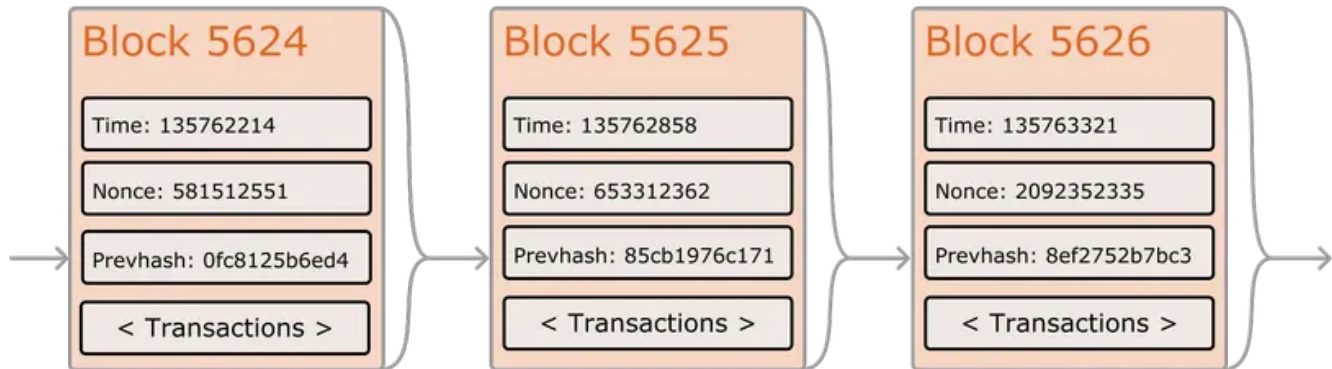 Block 5624
Time: 135762214
Nonce: 581512551
Prevhash: 0fc8125b6ed4
< Transactions >
Block 5625
Time: 135762858
Nonce: 653312362
Prevhash: 85cb1976c171
< Transactions >
Block 5626
Time: 135763321
Nonce: 2092352335
Prevhash: 8ef2752b7bc3
< Transactions >